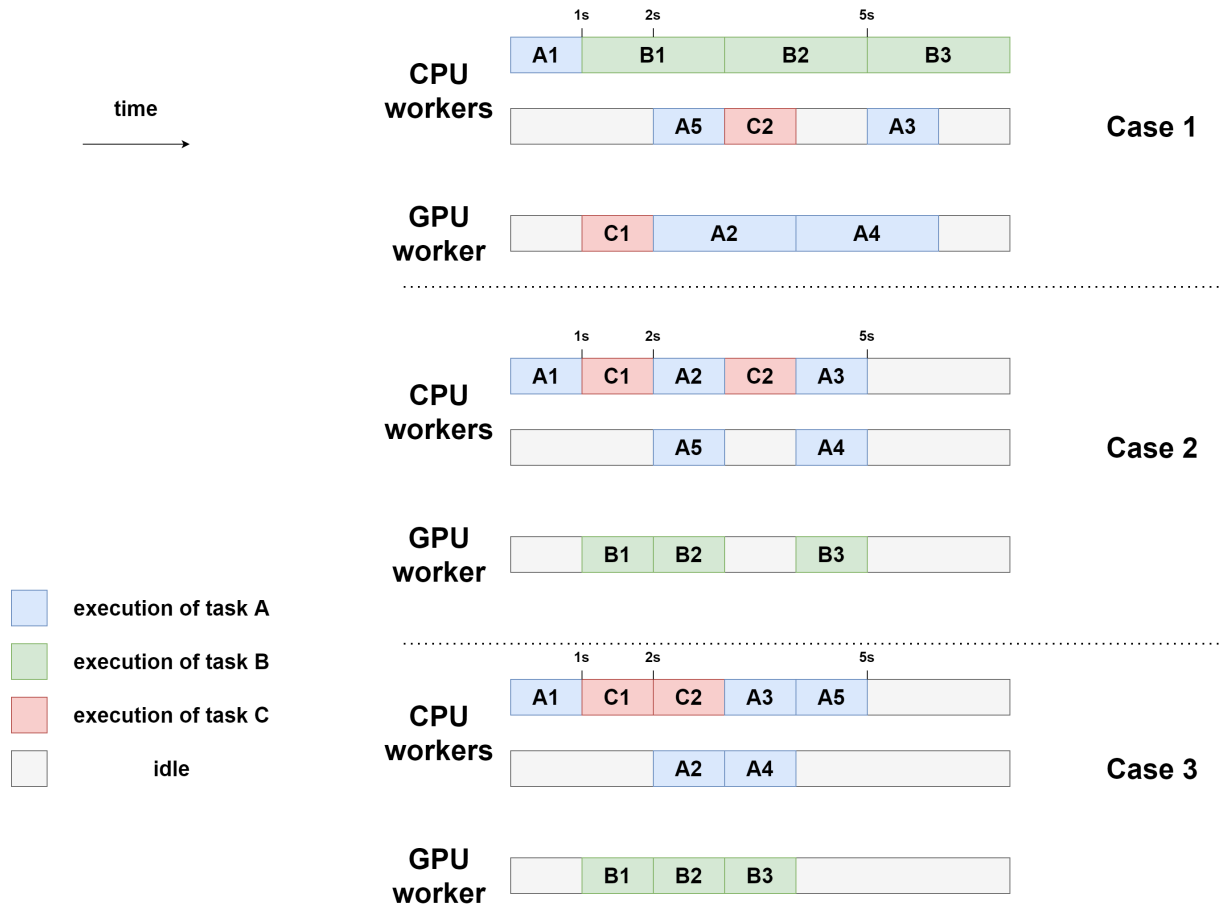 1s 2s 5s
A1 B1 B2 B3
CPU
workers
time
A5 C2 A3
Case 1
GPU
worker
C1 A2 A4
1s 2s 5s
A1 C1 A2 C2 A3
CPU
workers
A5 A4
Case 2
GPU
worker
B1 B2 B3
execution of task A
execution of task B
execution of task C
idle
1s 2s 5s
A1 C1 C2 A3 A5
CPU
workers
A2 A4
Case 3
GPU
worker
B1 B2 B3